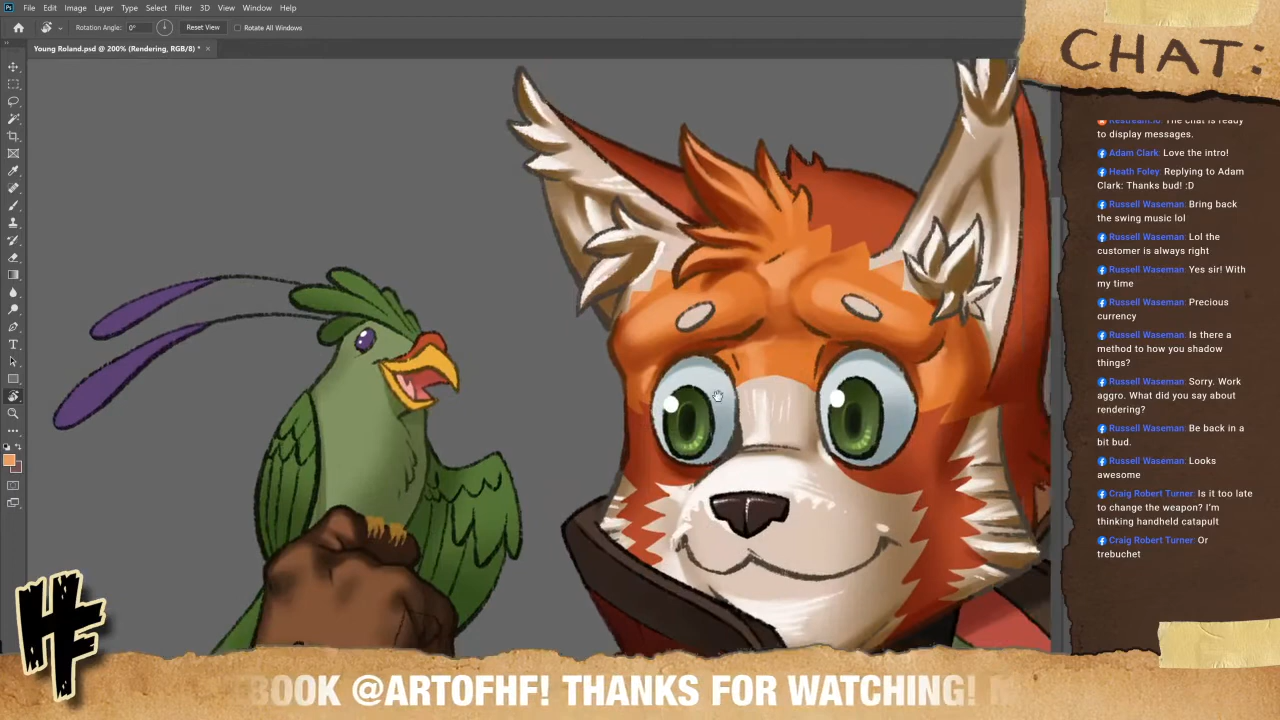 Ps File Edit Image Layer Type Select Filter 3D View Window Help
Rotation Angle: 0° Reset View Rotate All Windows
Young Roland.psd @ 200% (Rendering, RGB/8) * ×
CHAT:
Restream.io: The chat is ready
to display messages.
Adam Clark: Love the intro!
Heath Foley: Replying to Adam
Clark: Thanks bud! :D
Russell Waseman: Bring back
the swing music lol
Russell Waseman: Lol the
customer is always right
Russell Waseman: Yes sir! With
my time
Russell Waseman: Precious
currency
Russell Waseman: Is there a
method to how you shadow
things?
Russell Waseman: Sorry. Work
aggro. What did you say about
rendering?
Russell Waseman: Be back in a
bit bud.
Russell Waseman: Looks
awesome
Craig Robert Turner: Is it too late
to change the weapon? I'm
thinking handheld catapult
Craig Robert Turner: Or
trebuchet
HF
BOOK @ARTOFHF! THANKS FOR WATCHING!